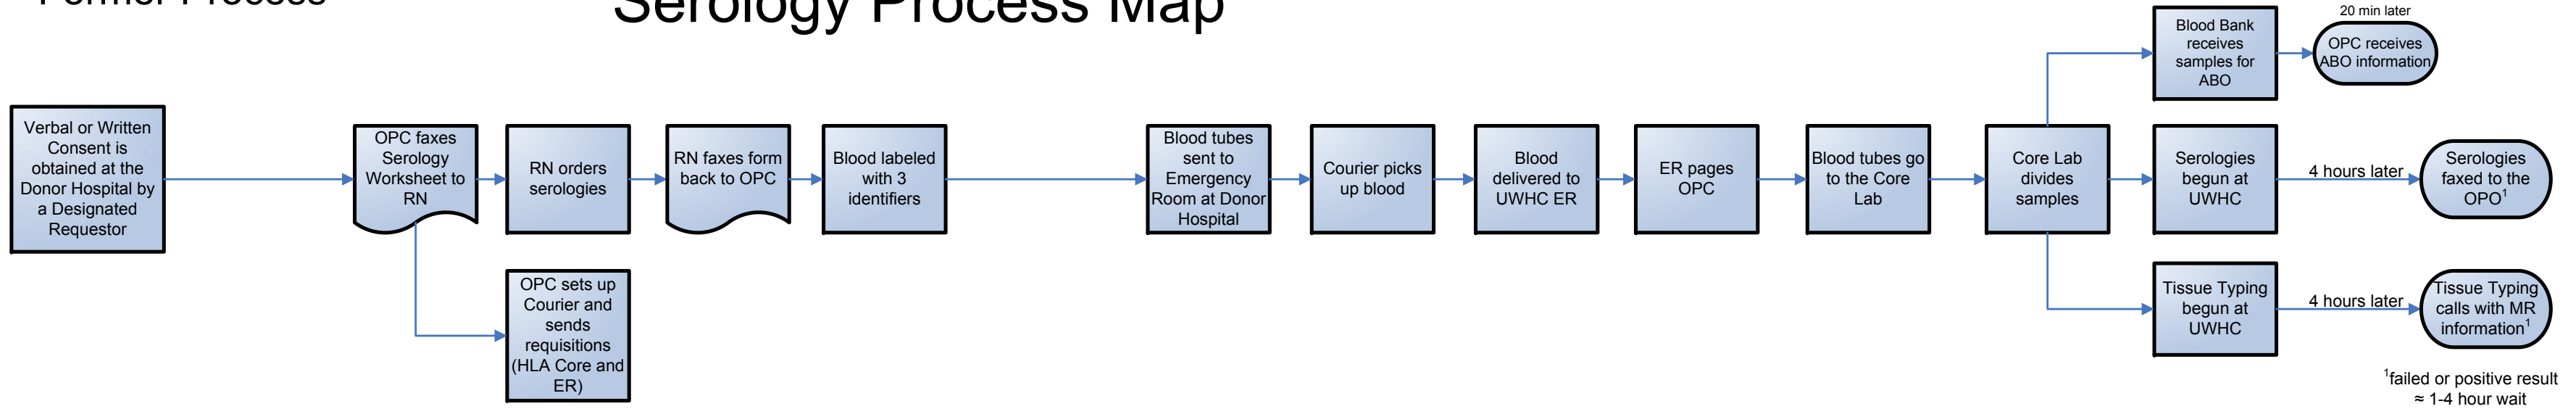 Former Process
Serology Process Map
Verbal or Written
Consent is
obtained at the
Donor Hospital by
a Designated
Requestor
OPC faxes
Serology
Worksheet to
RN
OPC sets up
Courier and
sends
requisitions
(HLA Core and
ER)
RN orders
serologies
RN faxes form
back to OPC
Blood labeled
with 3
identifiers
Blood tubes
sent to
Emergency
Room at Donor
Hospital
Courier picks
up blood
Blood
delivered to
UWHC ER
ER pages
OPC
Blood tubes go
to the Core
Lab
Core Lab
divides
samples
Blood Bank
receives
samples for
ABO
20 min later
OPC receives
ABO information
Serologies
begun at
UWHC
4 hours later
Serologies
faxed to the
OPO¹
Tissue Typing
begun at
UWHC
4 hours later
Tissue Typing
calls with MR
information¹
¹failed or positive result
≈ 1-4 hour wait